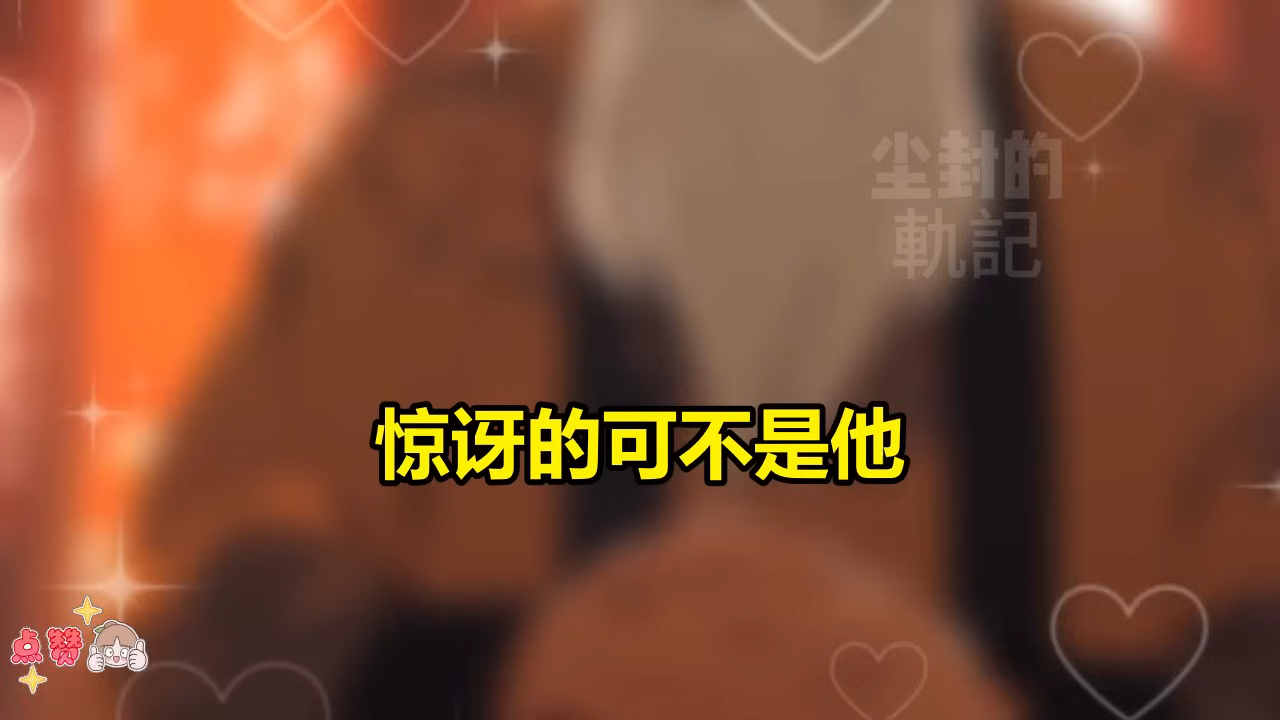 尘封的
軌記
惊讶的可不是他
点赞